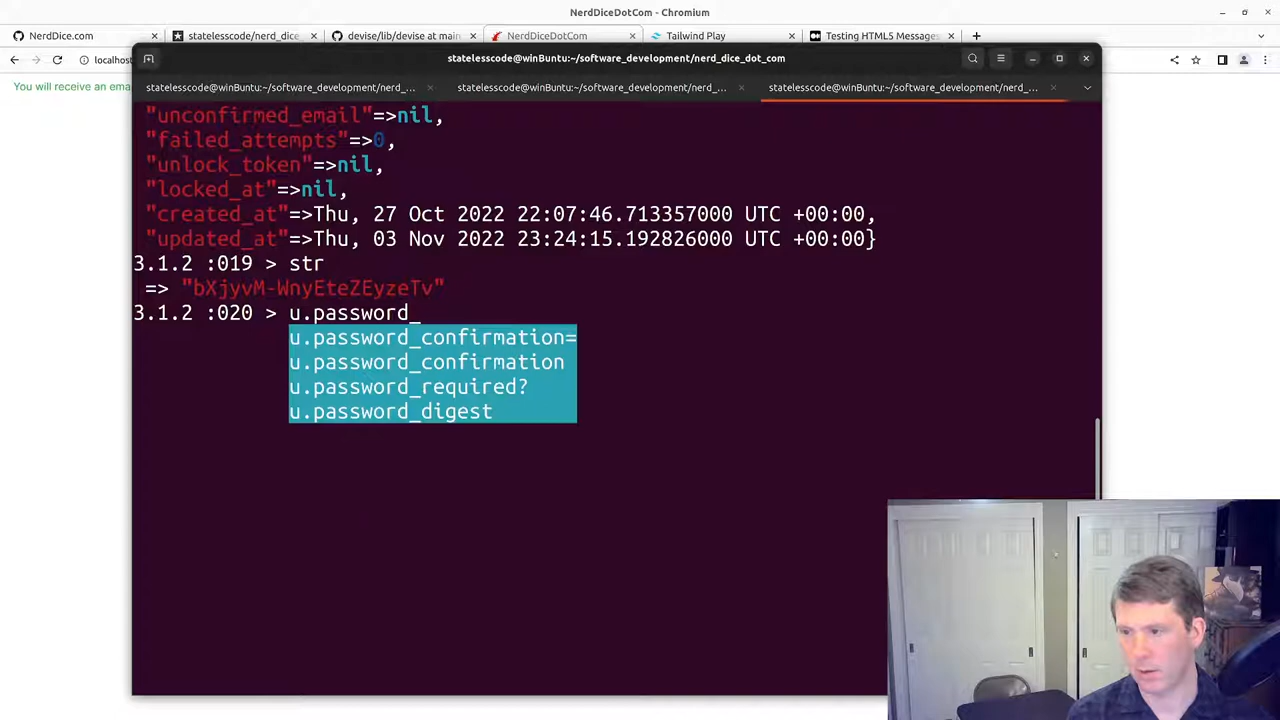 NerdDiceDotCom - Chromium
NerdDice.com
statelesscode/nerd_dice_
devise/lib/devise at main
NerdDiceDotCom
Tailwind Play
Testing HTML5 Messages
localhost
You will receive an ema
statelesscode@winBuntu:~/software_development/nerd_dice_dot_com
statelesscode@winBuntu:~/software_development/nerd_...
statelesscode@winBuntu:~/software_development/nerd_...
statelesscode@winBuntu:~/software_development/nerd_...
"unconfirmed_email"=>nil,
"failed_attempts"=>0,
"unlock_token"=>nil,
"locked_at"=>nil,
"created_at"=>Thu, 27 Oct 2022 22:07:46.713357000 UTC +00:00,
"updated_at"=>Thu, 03 Nov 2022 23:24:15.192826000 UTC +00:00}
3.1.2 :019 > str
=> "bXjyvM-WnyEteZEyzeTv"
3.1.2 :020 > u.password_
u.password_confirmation=
u.password_confirmation
u.password_required?
u.password_digest